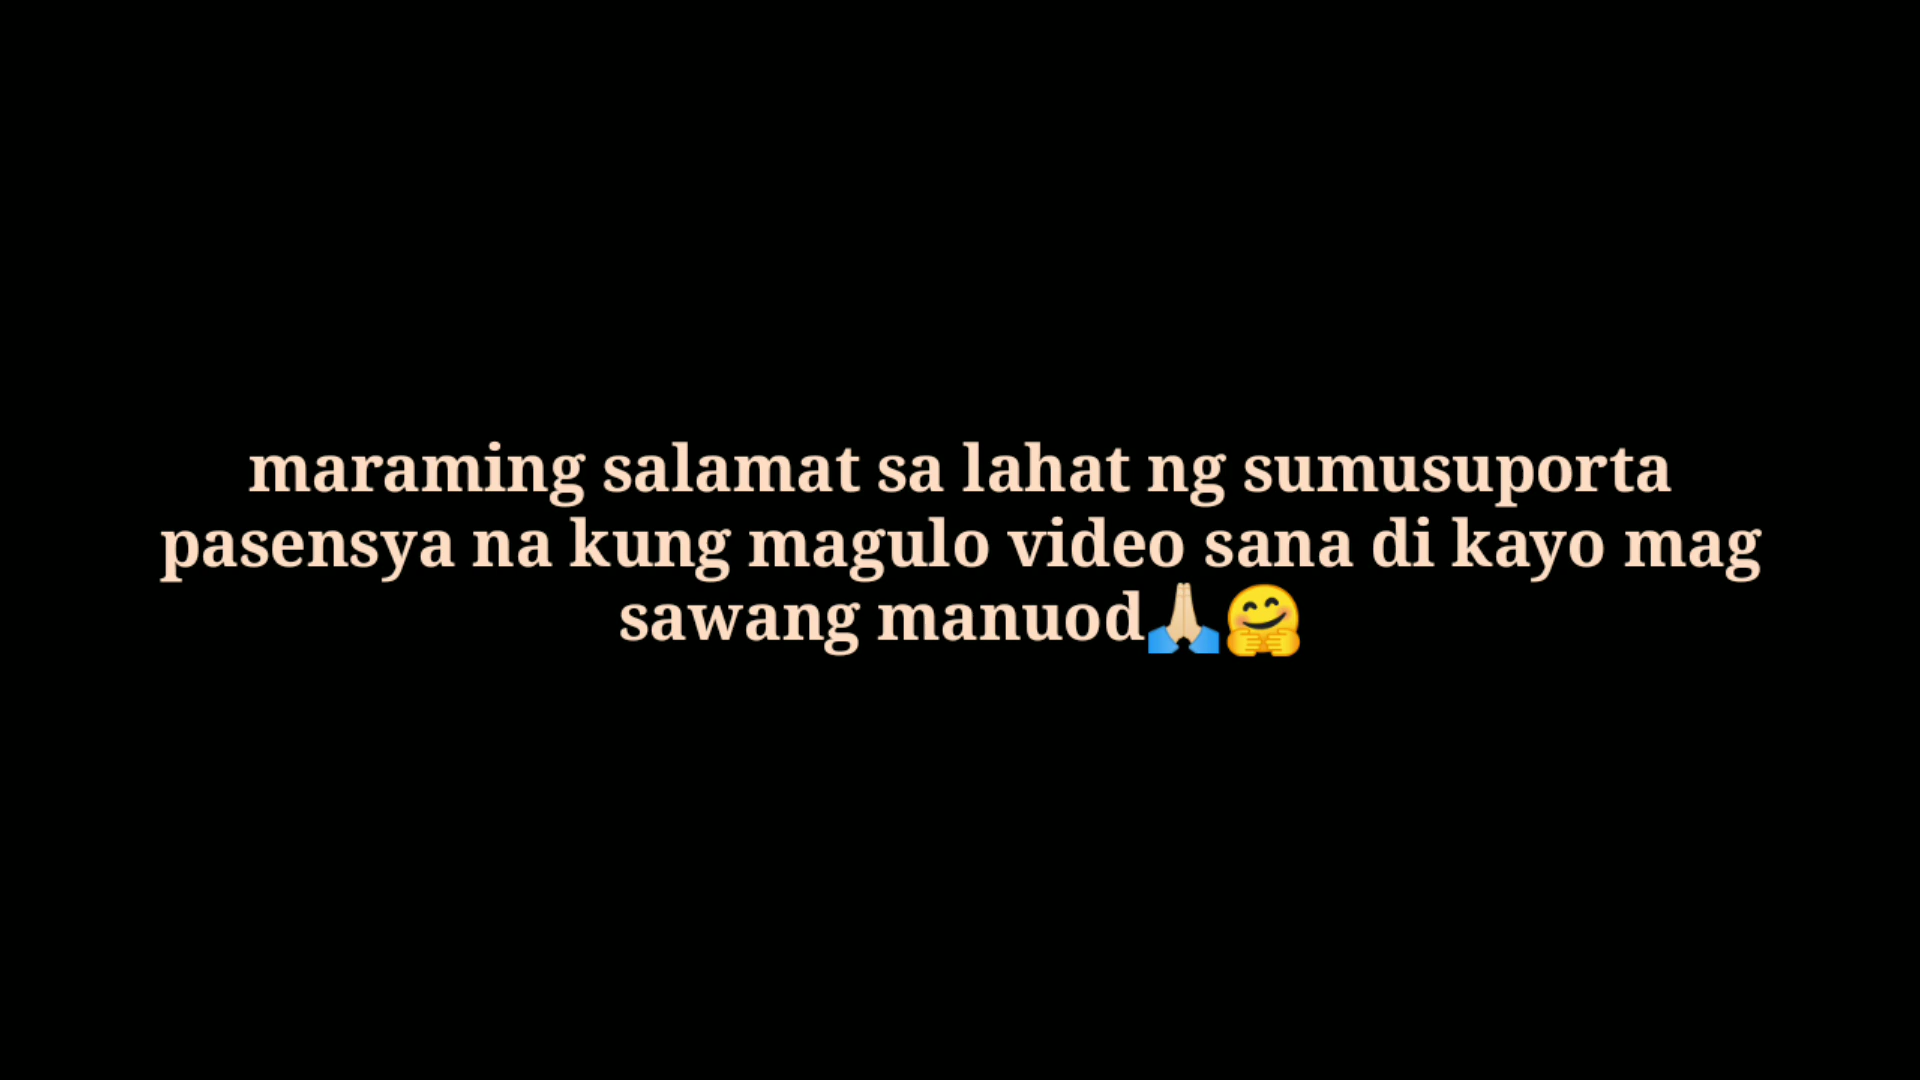 maraming salamat sa lahat ng sumusuporta
pasensya na kung magulo video sana di kayo mag
sawang manuod🙏🏼🤗